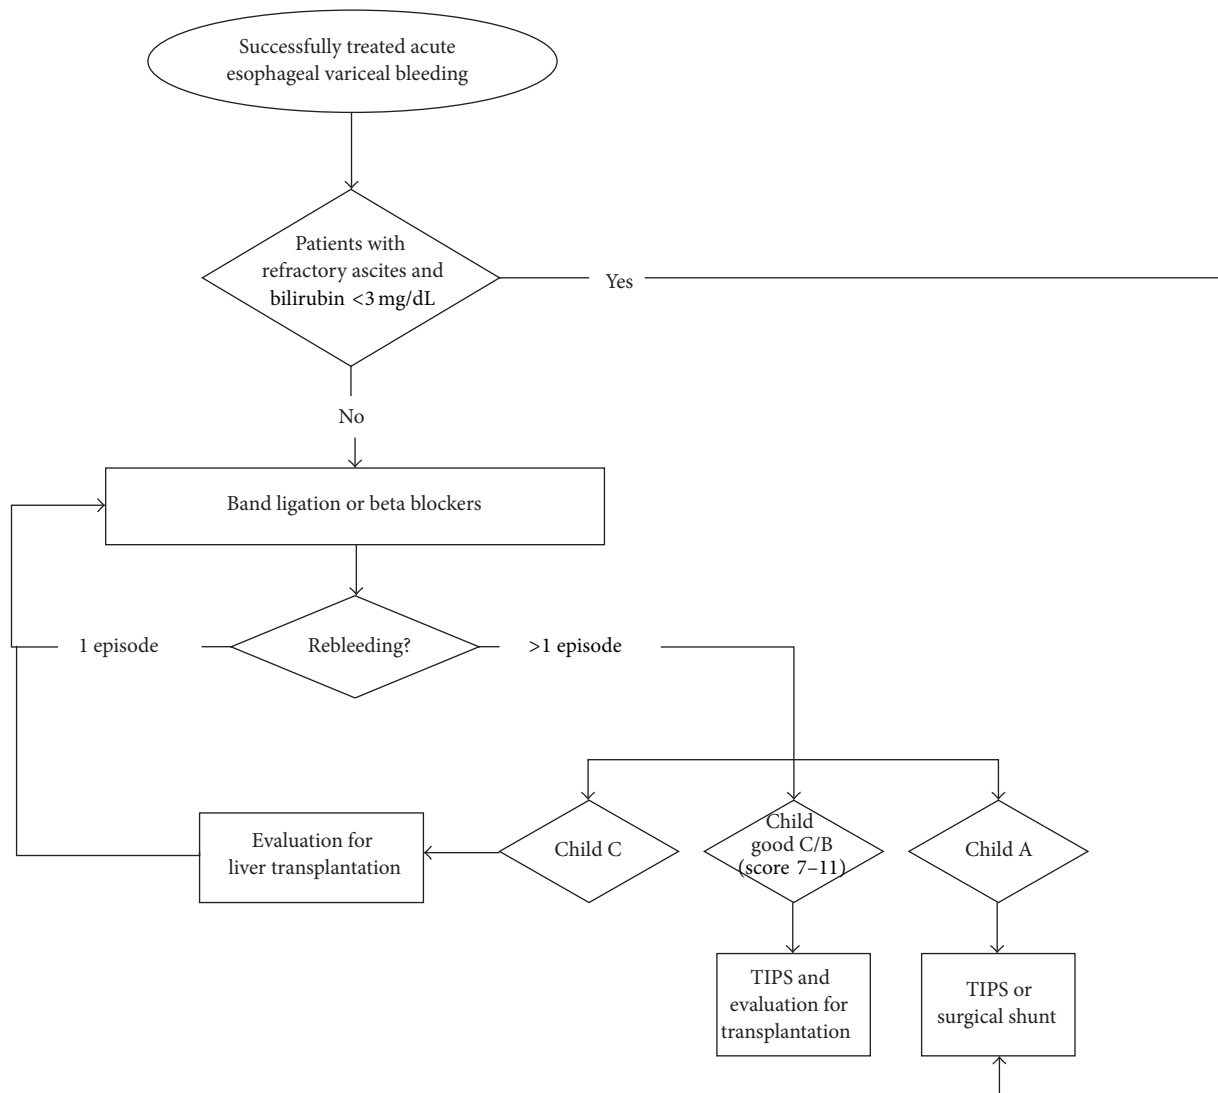 Successfully treated acute
esophageal variceal bleeding
Patients with
refractory ascites and
bilirubin <3 mg/dL
Yes
No
Band ligation or beta blockers
1 episode
Rebleeding?
>1 episode
Evaluation for
liver transplantation
Child C
Child
good C/B
(score 7–11)
Child A
TIPS and
evaluation for
transplantation
TIPS or
surgical shunt